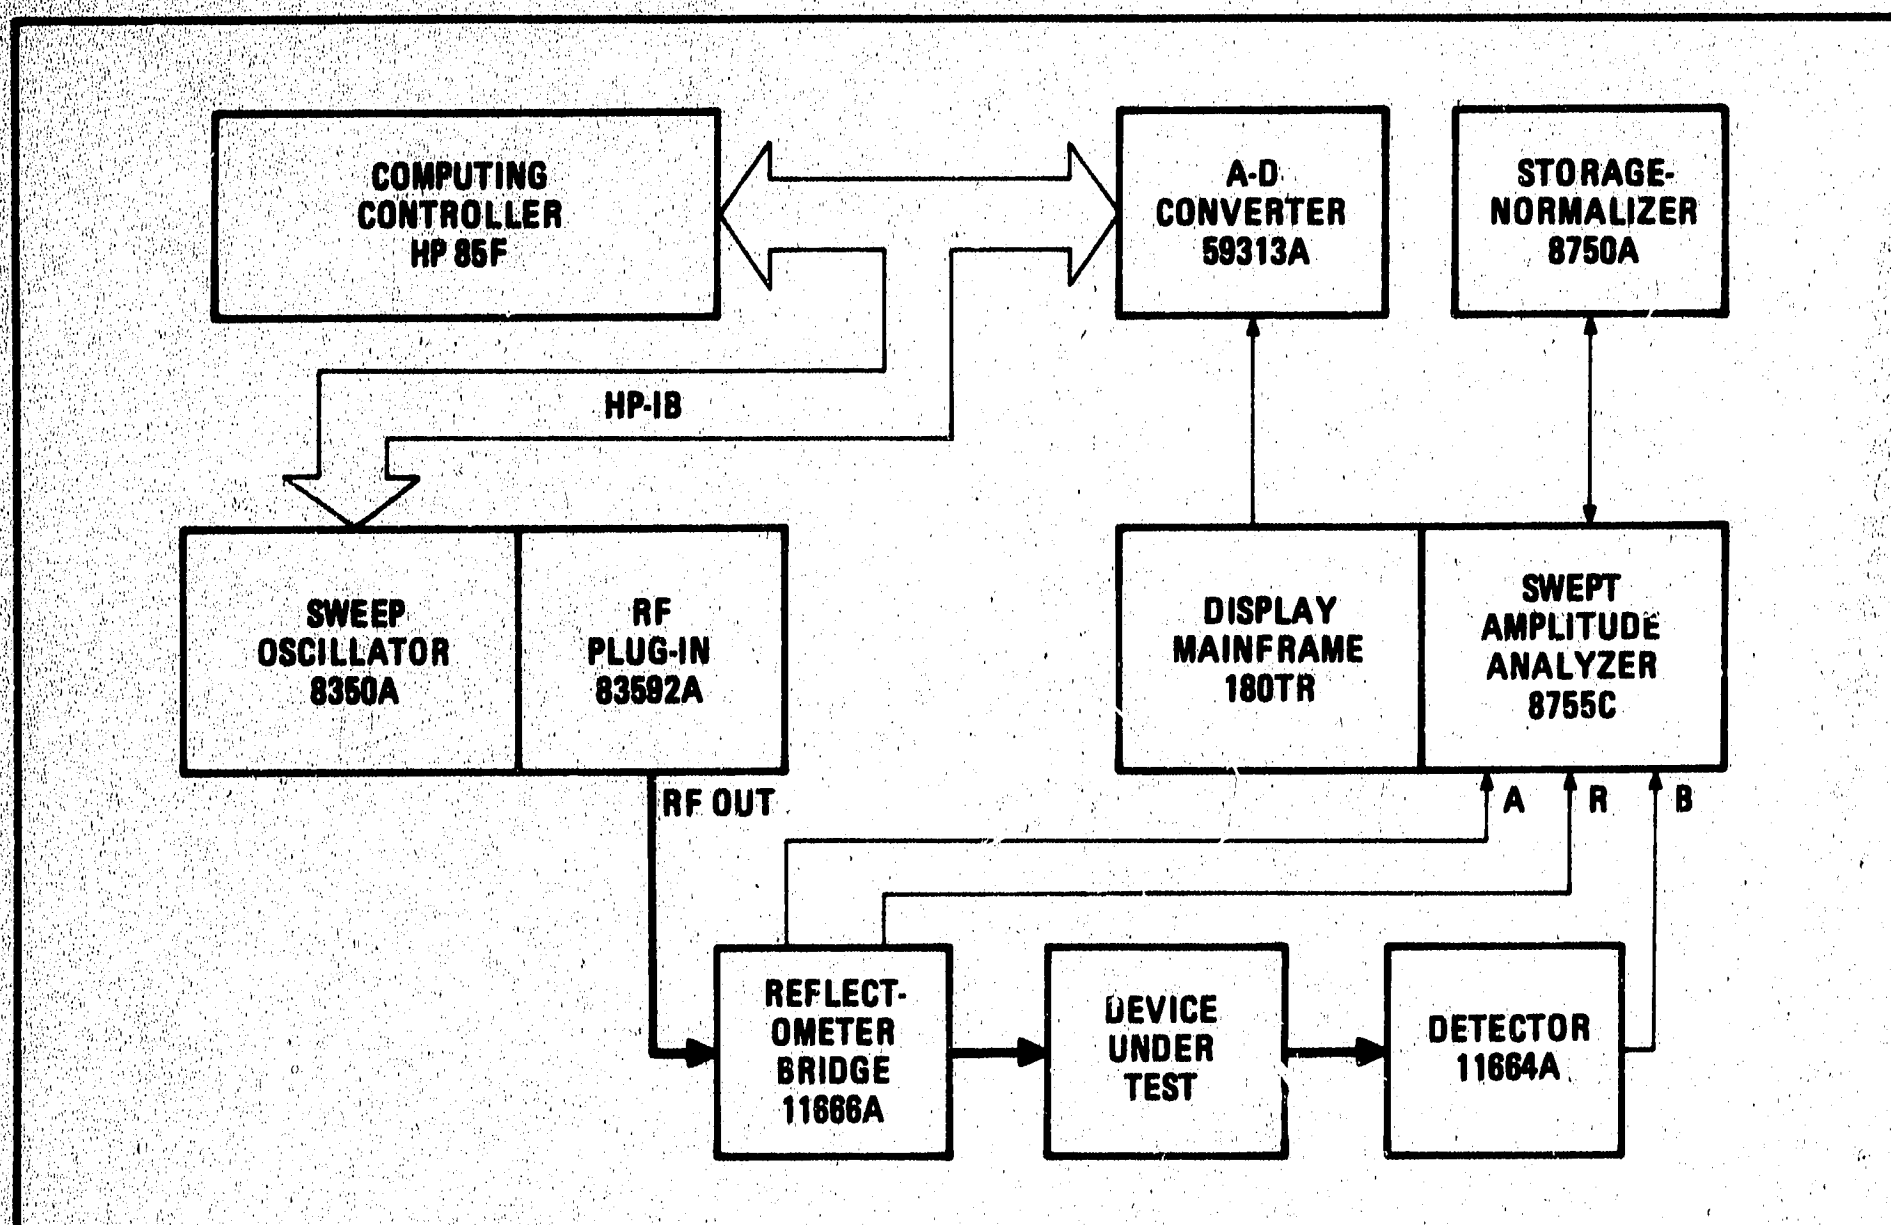 COMPUTING
CONTROLLER
HP 85F
A-D
CONVERTER
59313A
STORAGE-
NORMALIZER
8750A
HP-IB
SWEEP
OSCILLATOR
8350A
RF
PLUG-IN
83592A
DISPLAY
MAINFRAME
180TR
SWEPT
AMPLITUDE
ANALYZER
8755C
RF OUT
A
R
B
REFLECT-
OMETER
BRIDGE
11666A
DEVICE
UNDER
TEST
DETECTOR
11664A